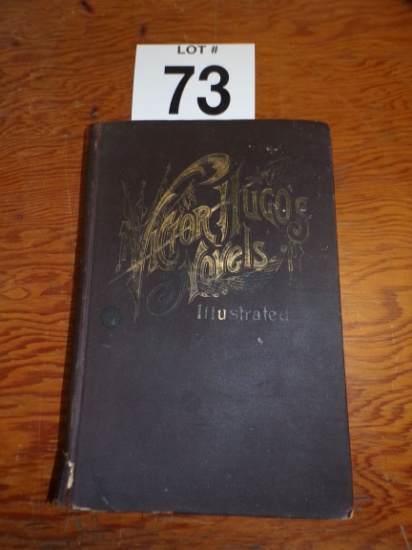 LOT #
73
Victor Hugo's
Novels
Illustrated